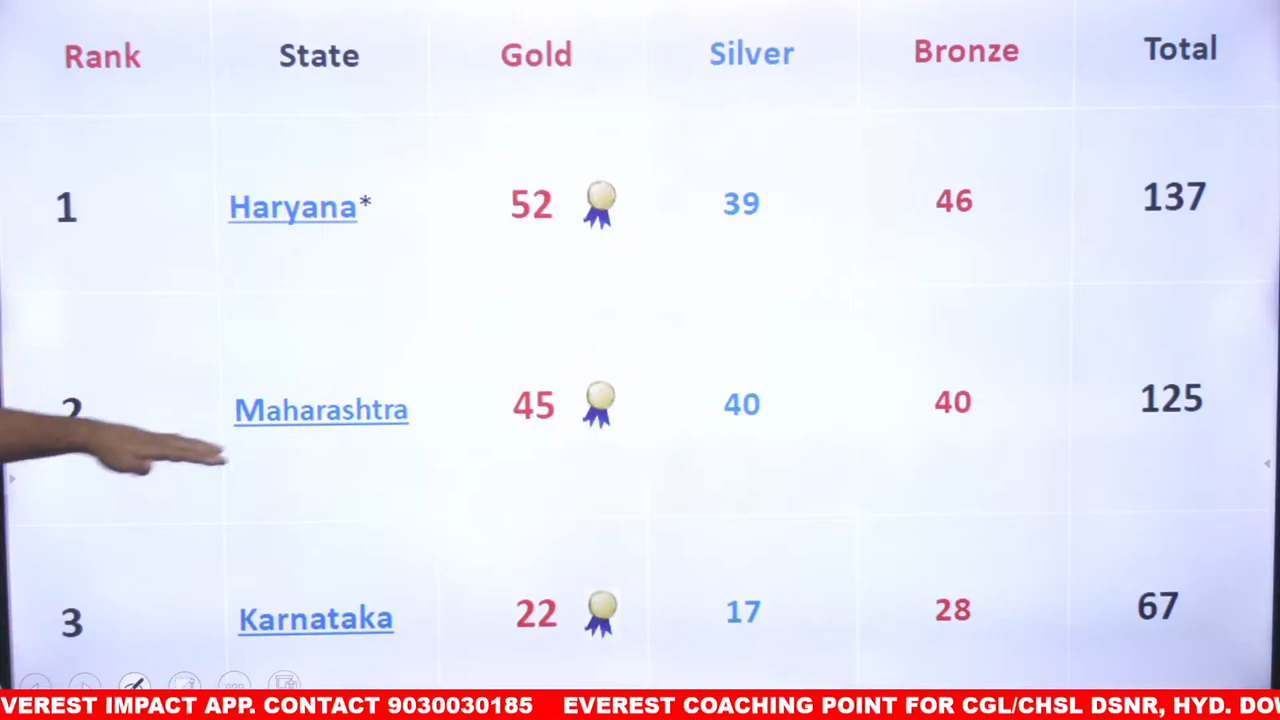 Rank State Gold Silver Bronze Total
1 Haryana* 52 39 46 137
2 Maharashtra 45 40 40 125
3 Karnataka 22 17 28 67
VEREST IMPACT APP. CONTACT 9030030185 EVEREST COACHING POINT FOR CGL/CHSL DSNR, HYD. DO